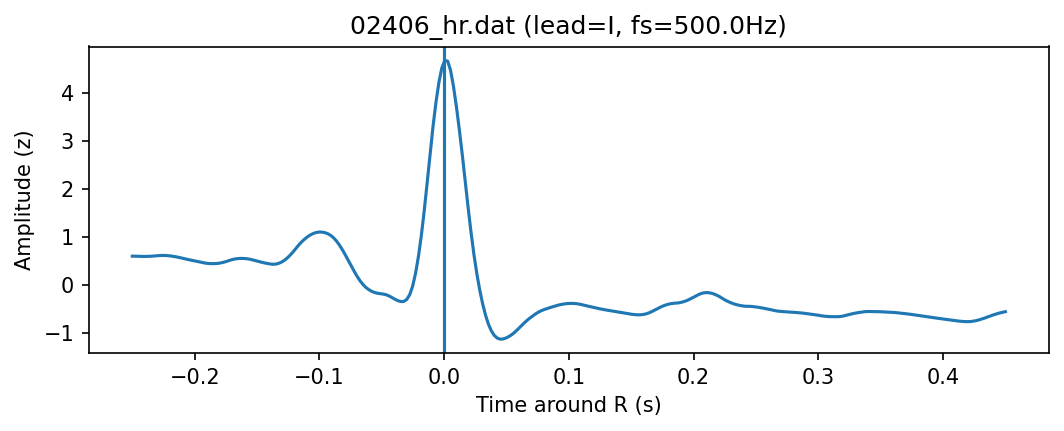 02406_hr.dat (lead=I, fs=500.0Hz)
Amplitude (z)
4
3
2
1
0
−1
−0.2 −0.1 0.0 0.1 0.2 0.3 0.4
Time around R (s)